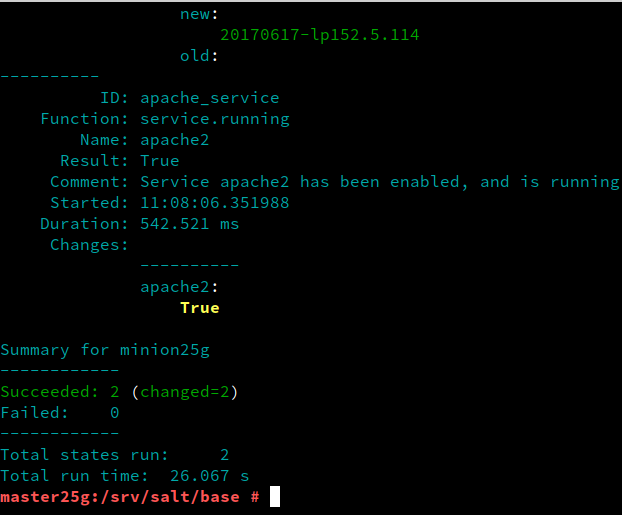 new:
                      20170617-lp152.5.114
                  old:
----------
          ID: apache_service
    Function: service.running
        Name: apache2
      Result: True
     Comment: Service apache2 has been enabled, and is running
     Started: 11:08:06.351988
    Duration: 542.521 ms
     Changes:
              ----------
              apache2:
                  True

Summary for minion25g
------------
Succeeded: 2 (changed=2)
Failed:    0
------------
Total states run:     2
Total run time:  26.067 s
master25g:/srv/salt/base #